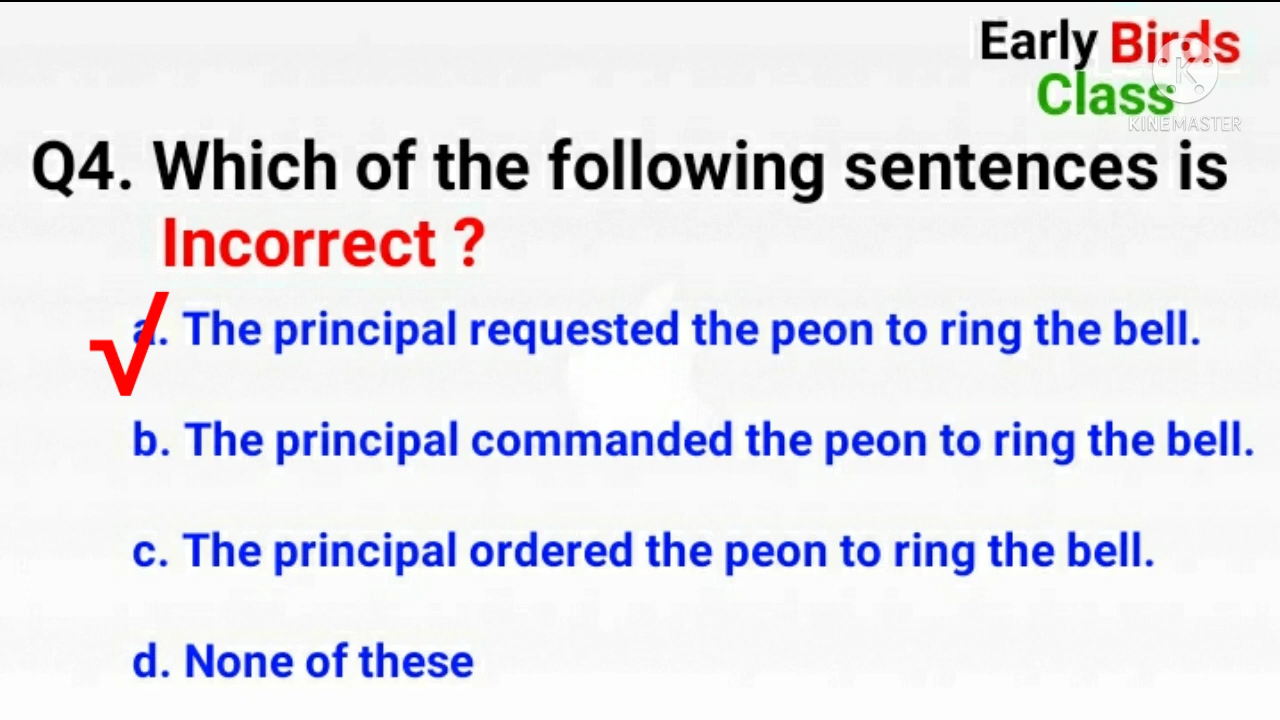 Early Birds
Class
KINEMASTER
Q4. Which of the following sentences is
Incorrect ?
√a. The principal requested the peon to ring the bell.
b. The principal commanded the peon to ring the bell.
c. The principal ordered the peon to ring the bell.
d. None of these